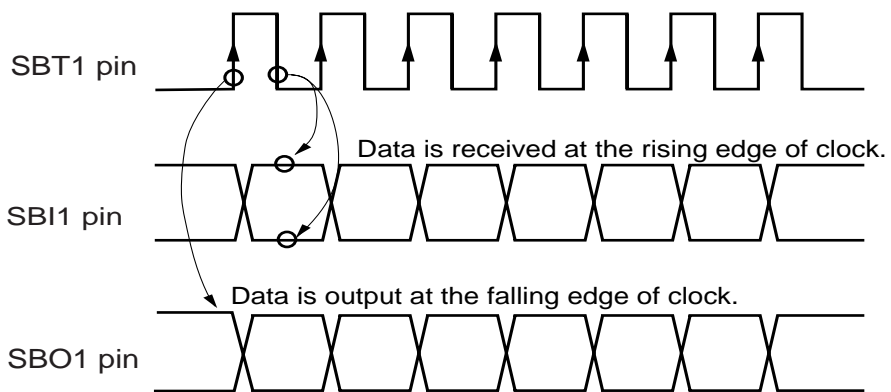 SBT1 pin
Data is received at the rising edge of clock.
SBI1 pin
Data is output at the falling edge of clock.
SBO1 pin